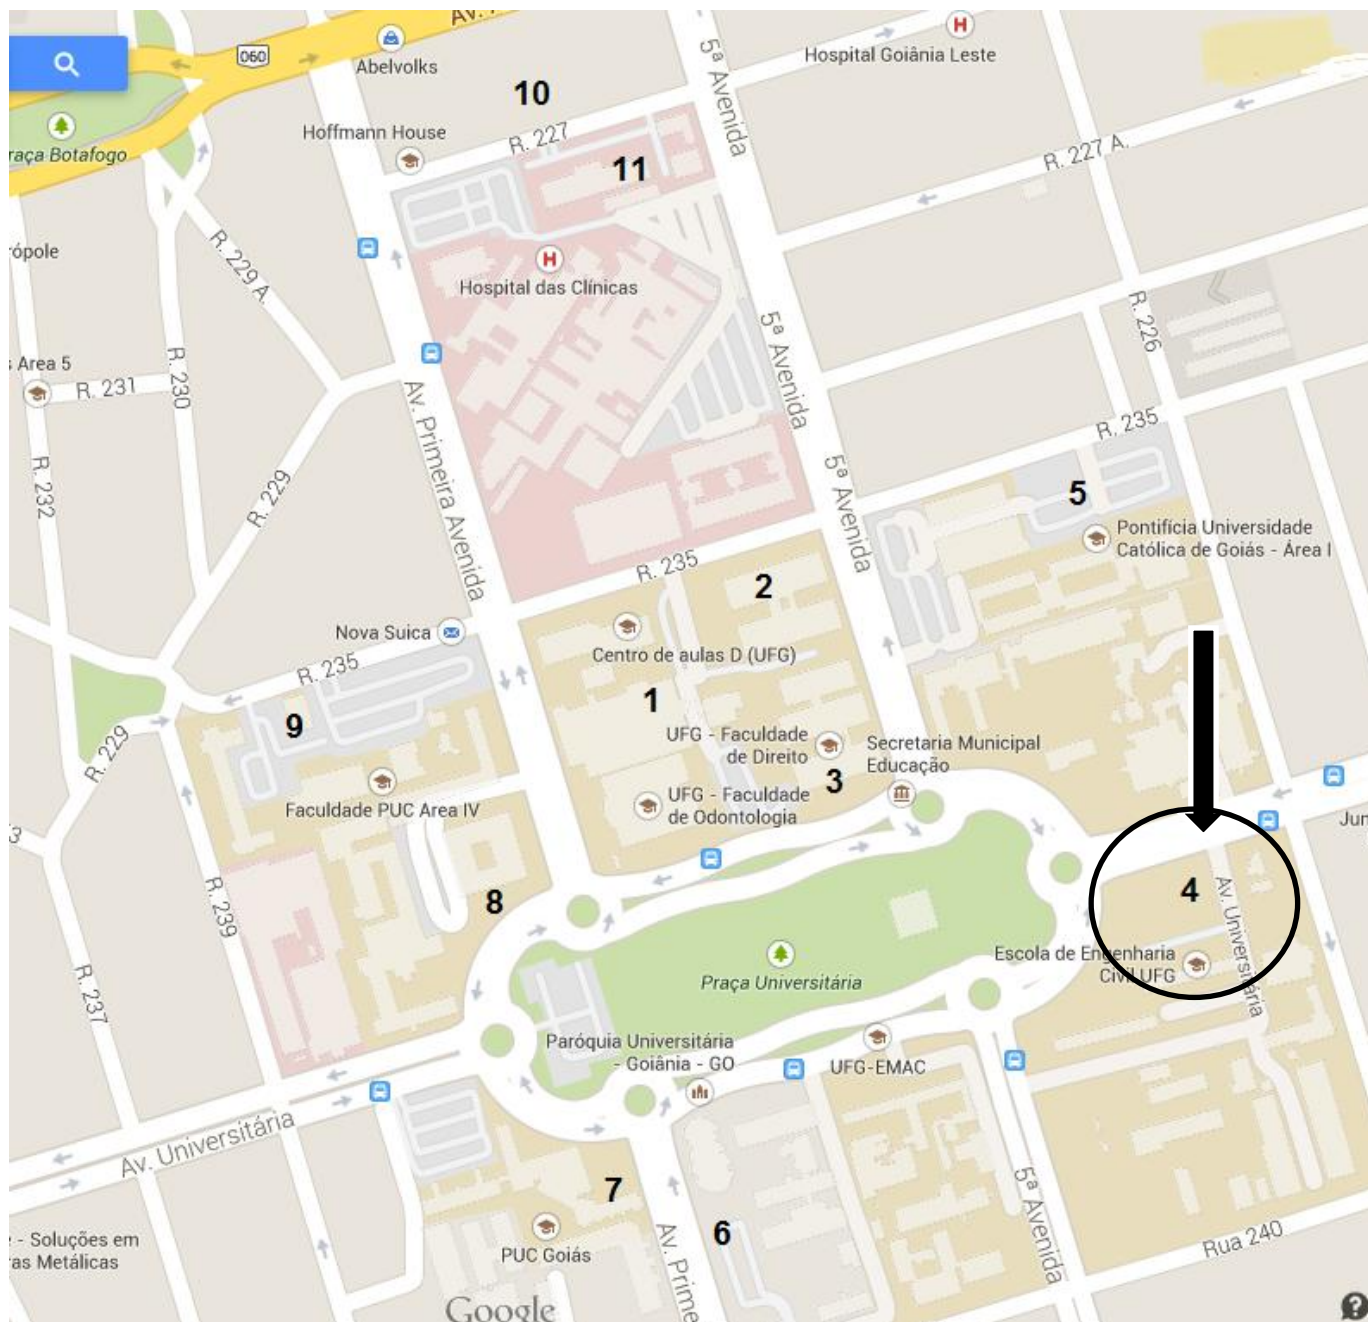 Av.
060
Abelvolks
Hospital Goiânia Leste
5ª Avenida
10
Hoffmann House
R. 227
raça Botafogo
R. 227 A.
11
R. 229 A
rópole
Hospital das Clínicas
R. 226
5ª Avenida
Area 5
R. 231
R. 230
Av. Primeira Avenida
R. 235
5ª Avenida
R. 232
R. 229
5
Pontifícia Universidade
Católica de Goiás - Área I
R. 235
2
Nova Suica
Centro de aulas D (UFG)
R. 235
1
9
R. 229
UFG - Faculdade
de Direito
Secretaria Municipal
Educação
3
Faculdade PUC Area IV
UFG - Faculdade
de Odontologia
3
Jur
R. 239
8
4
Av. Universitária
Escola de Engenharia
Civil UFG
Praça Universitária
R. 237
Paróquia Universitária
- Goiânia - GO
UFG-EMAC
Av. Universitária
7
6
5ª Avenida
PUC Goiás
Av. Prime
- Soluções em
as Metálicas
Rua 240
Google
?